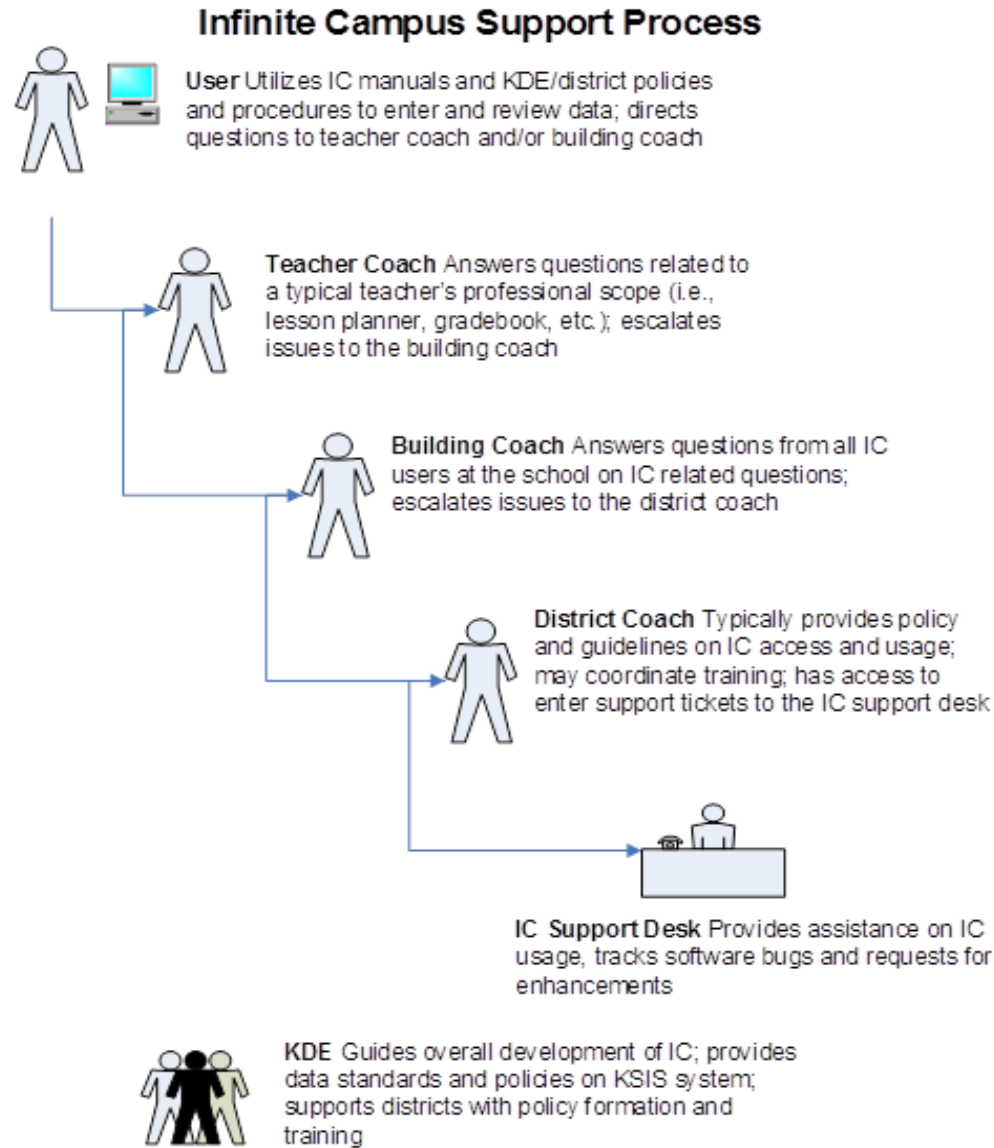 Infinite Campus Support Process
User Utilizes IC manuals and KDE/district policies
and procedures to enter and review data; directs
questions to teacher coach and/or building coach
Teacher Coach Answers questions related to
a typical teacher's professional scope (i.e.,
lesson planner, gradebook, etc.); escalates
issues to the building coach
Building Coach Answers questions from all IC
users at the school on IC related questions;
escalates issues to the district coach
District Coach Typically provides policy
and guidelines on IC access and usage;
may coordinate training; has access to
enter support tickets to the IC support desk
IC Support Desk Provides assistance on IC
usage, tracks software bugs and requests for
enhancements
KDE Guides overall development of IC; provides
data standards and policies on KSIS system;
supports districts with policy formation and
training